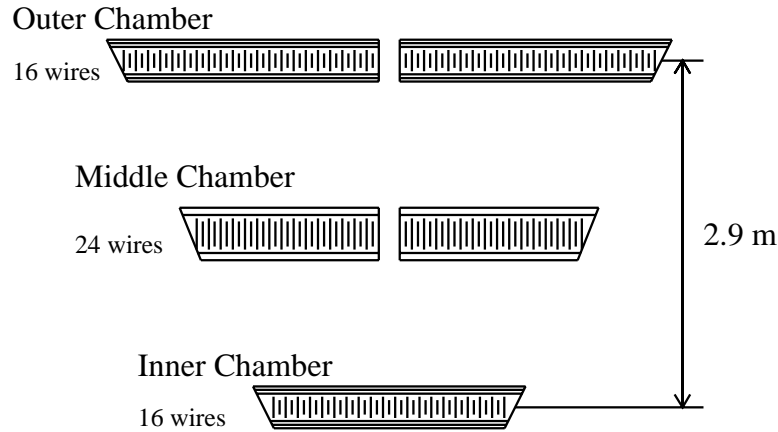 Outer Chamber
16 wires
Middle Chamber
24 wires
2.9 m
Inner Chamber
16 wires